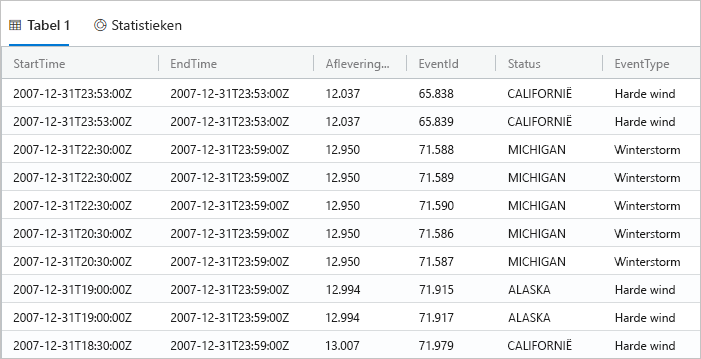 Tabel 1 Statistieken
StartTime EndTime Aflevering... EventId Status EventType
2007-12-31T23:53:00Z 2007-12-31T23:53:00Z 12.037 65.838 CALIFORNIË Harde wind
2007-12-31T23:53:00Z 2007-12-31T23:53:00Z 12.037 65.839 CALIFORNIË Harde wind
2007-12-31T22:30:00Z 2007-12-31T23:59:00Z 12.950 71.588 MICHIGAN Winterstorm
2007-12-31T22:30:00Z 2007-12-31T23:59:00Z 12.950 71.589 MICHIGAN Winterstorm
2007-12-31T22:30:00Z 2007-12-31T23:59:00Z 12.950 71.590 MICHIGAN Winterstorm
2007-12-31T20:30:00Z 2007-12-31T23:59:00Z 12.950 71.586 MICHIGAN Winterstorm
2007-12-31T20:30:00Z 2007-12-31T23:59:00Z 12.950 71.587 MICHIGAN Winterstorm
2007-12-31T19:00:00Z 2007-12-31T23:59:00Z 12.994 71.915 ALASKA Harde wind
2007-12-31T19:00:00Z 2007-12-31T23:59:00Z 12.994 71.917 ALASKA Harde wind
2007-12-31T18:30:00Z 2007-12-31T23:59:00Z 13.007 71.979 CALIFORNIË Harde wind